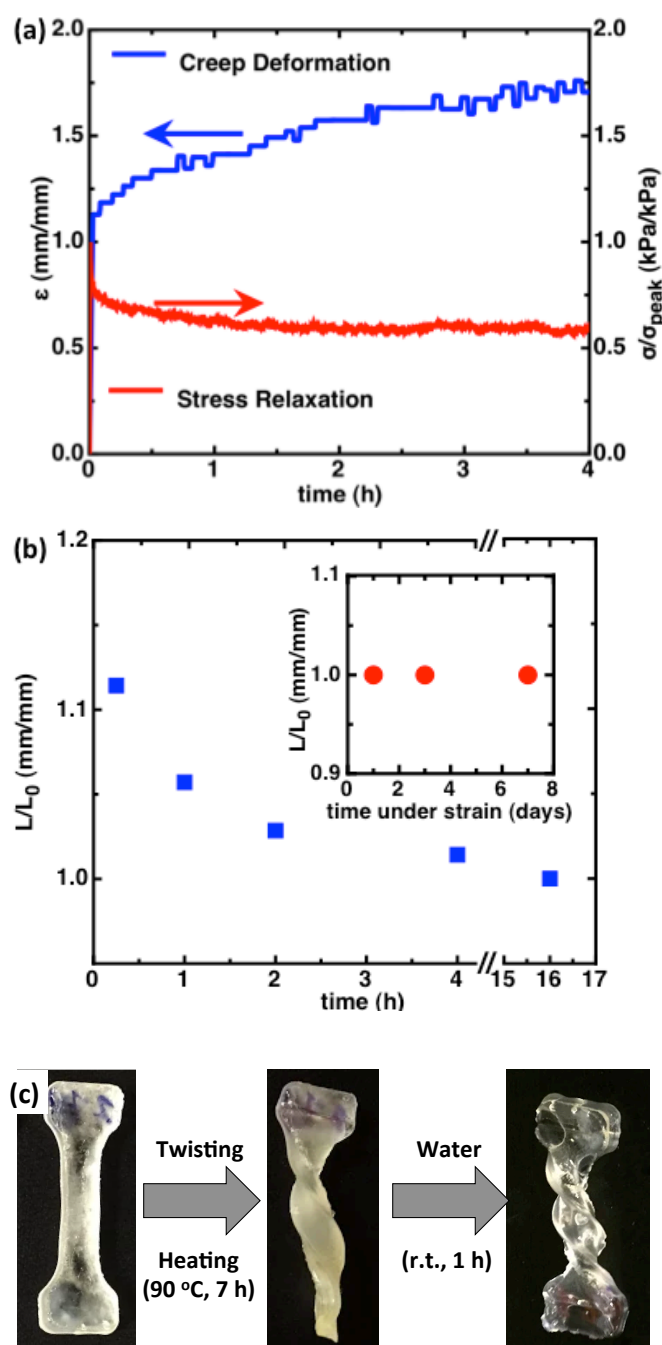 (a)
2.0
2.0
Creep Deformation
1.5
1.5
1.0
1.0
0.5
0.5
Stress Relaxation
0.0
0.0
0
1
2
3
4
ε (mm/mm)
σ/σpeak (kPa/kPa)
time (h)
(b)
1.2
1.1
1.0
L/L0 (mm/mm)
0
1
2
3
4
15
16
17
time (h)
1.1
1.0
0.9
L/L0 (mm/mm)
0
2
4
6
8
time under strain (days)
(c)
Twisting
Heating
(90 ºC, 7 h)
Water
(r.t., 1 h)